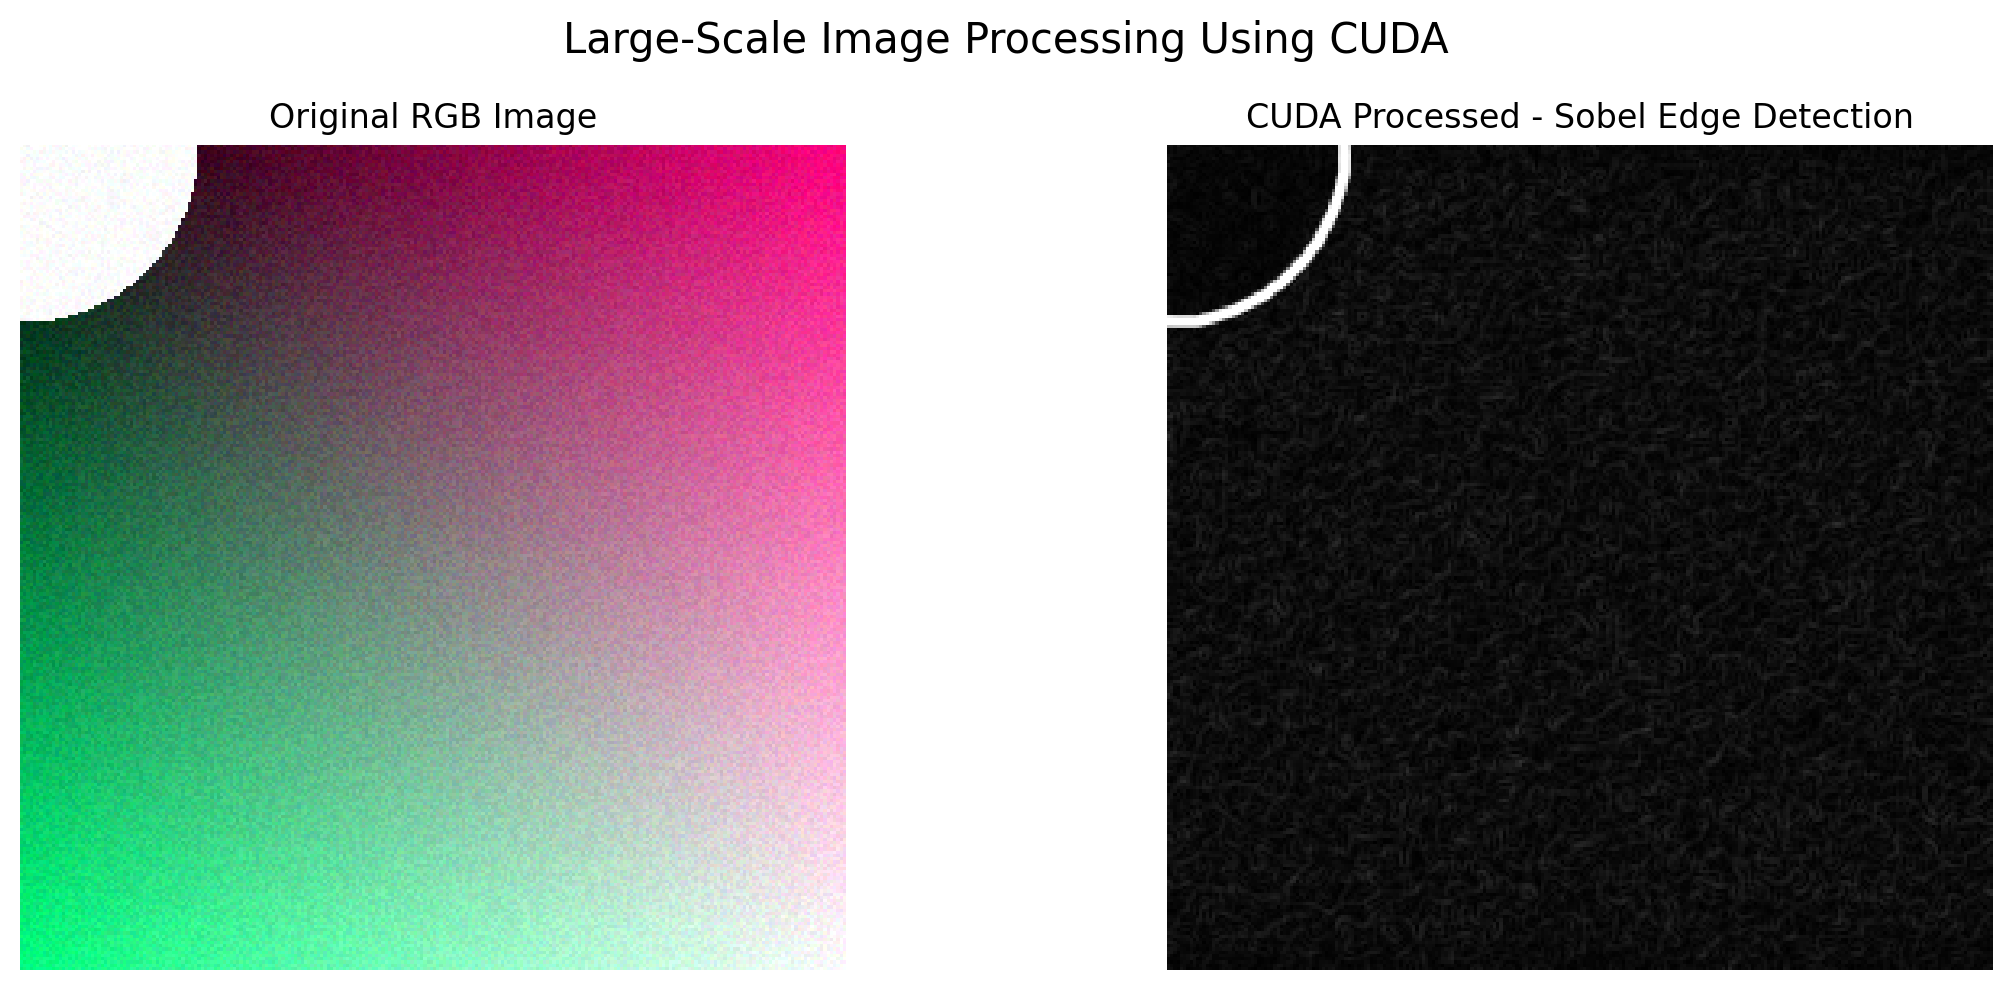 Large-Scale Image Processing Using CUDA
Original RGB Image
CUDA Processed - Sobel Edge Detection